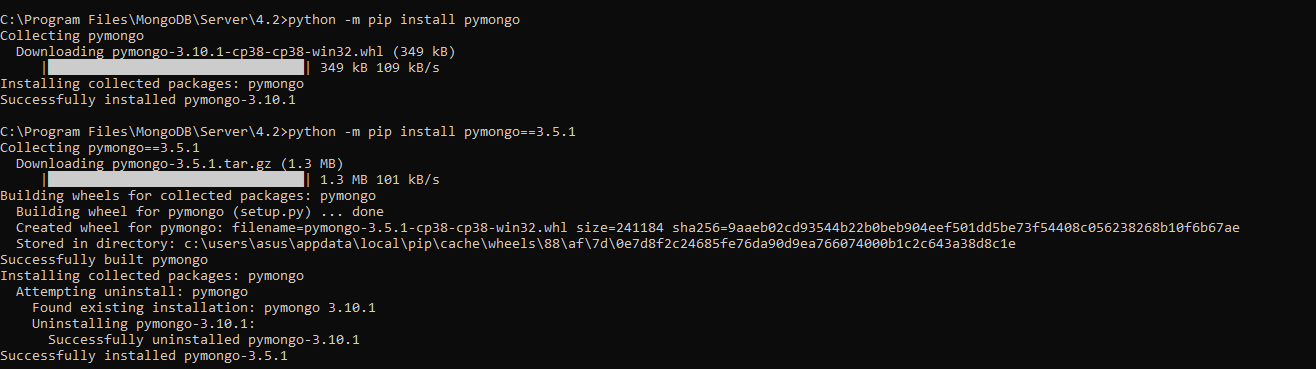 C:\Program Files\MongoDB\Server\4.2>python -m pip install pymongo
Collecting pymongo
  Downloading pymongo-3.10.1-cp38-cp38-win32.whl (349 kB)
     |████████████████████████████████| 349 kB 109 kB/s
Installing collected packages: pymongo
Successfully installed pymongo-3.10.1
C:\Program Files\MongoDB\Server\4.2>python -m pip install pymongo==3.5.1
Collecting pymongo==3.5.1
  Downloading pymongo-3.5.1.tar.gz (1.3 MB)
     |████████████████████████████████| 1.3 MB 101 kB/s
Building wheels for collected packages: pymongo
  Building wheel for pymongo (setup.py) ... done
  Created wheel for pymongo: filename=pymongo-3.5.1-cp38-cp38-win32.whl size=241184 sha256=9aaeb02cd93544b22b0beb904eef501dd5be73f54408c056238268b10f6b67ae
  Stored in directory: c:\users\asus\appdata\local\pip\cache\wheels\88\af\7d\0e7d8f2c24685fe76da90d9ea766074000b1c2c643a38d8c1e
Successfully built pymongo
Installing collected packages: pymongo
  Attempting uninstall: pymongo
    Found existing installation: pymongo 3.10.1
    Uninstalling pymongo-3.10.1:
      Successfully uninstalled pymongo-3.10.1
Successfully installed pymongo-3.5.1